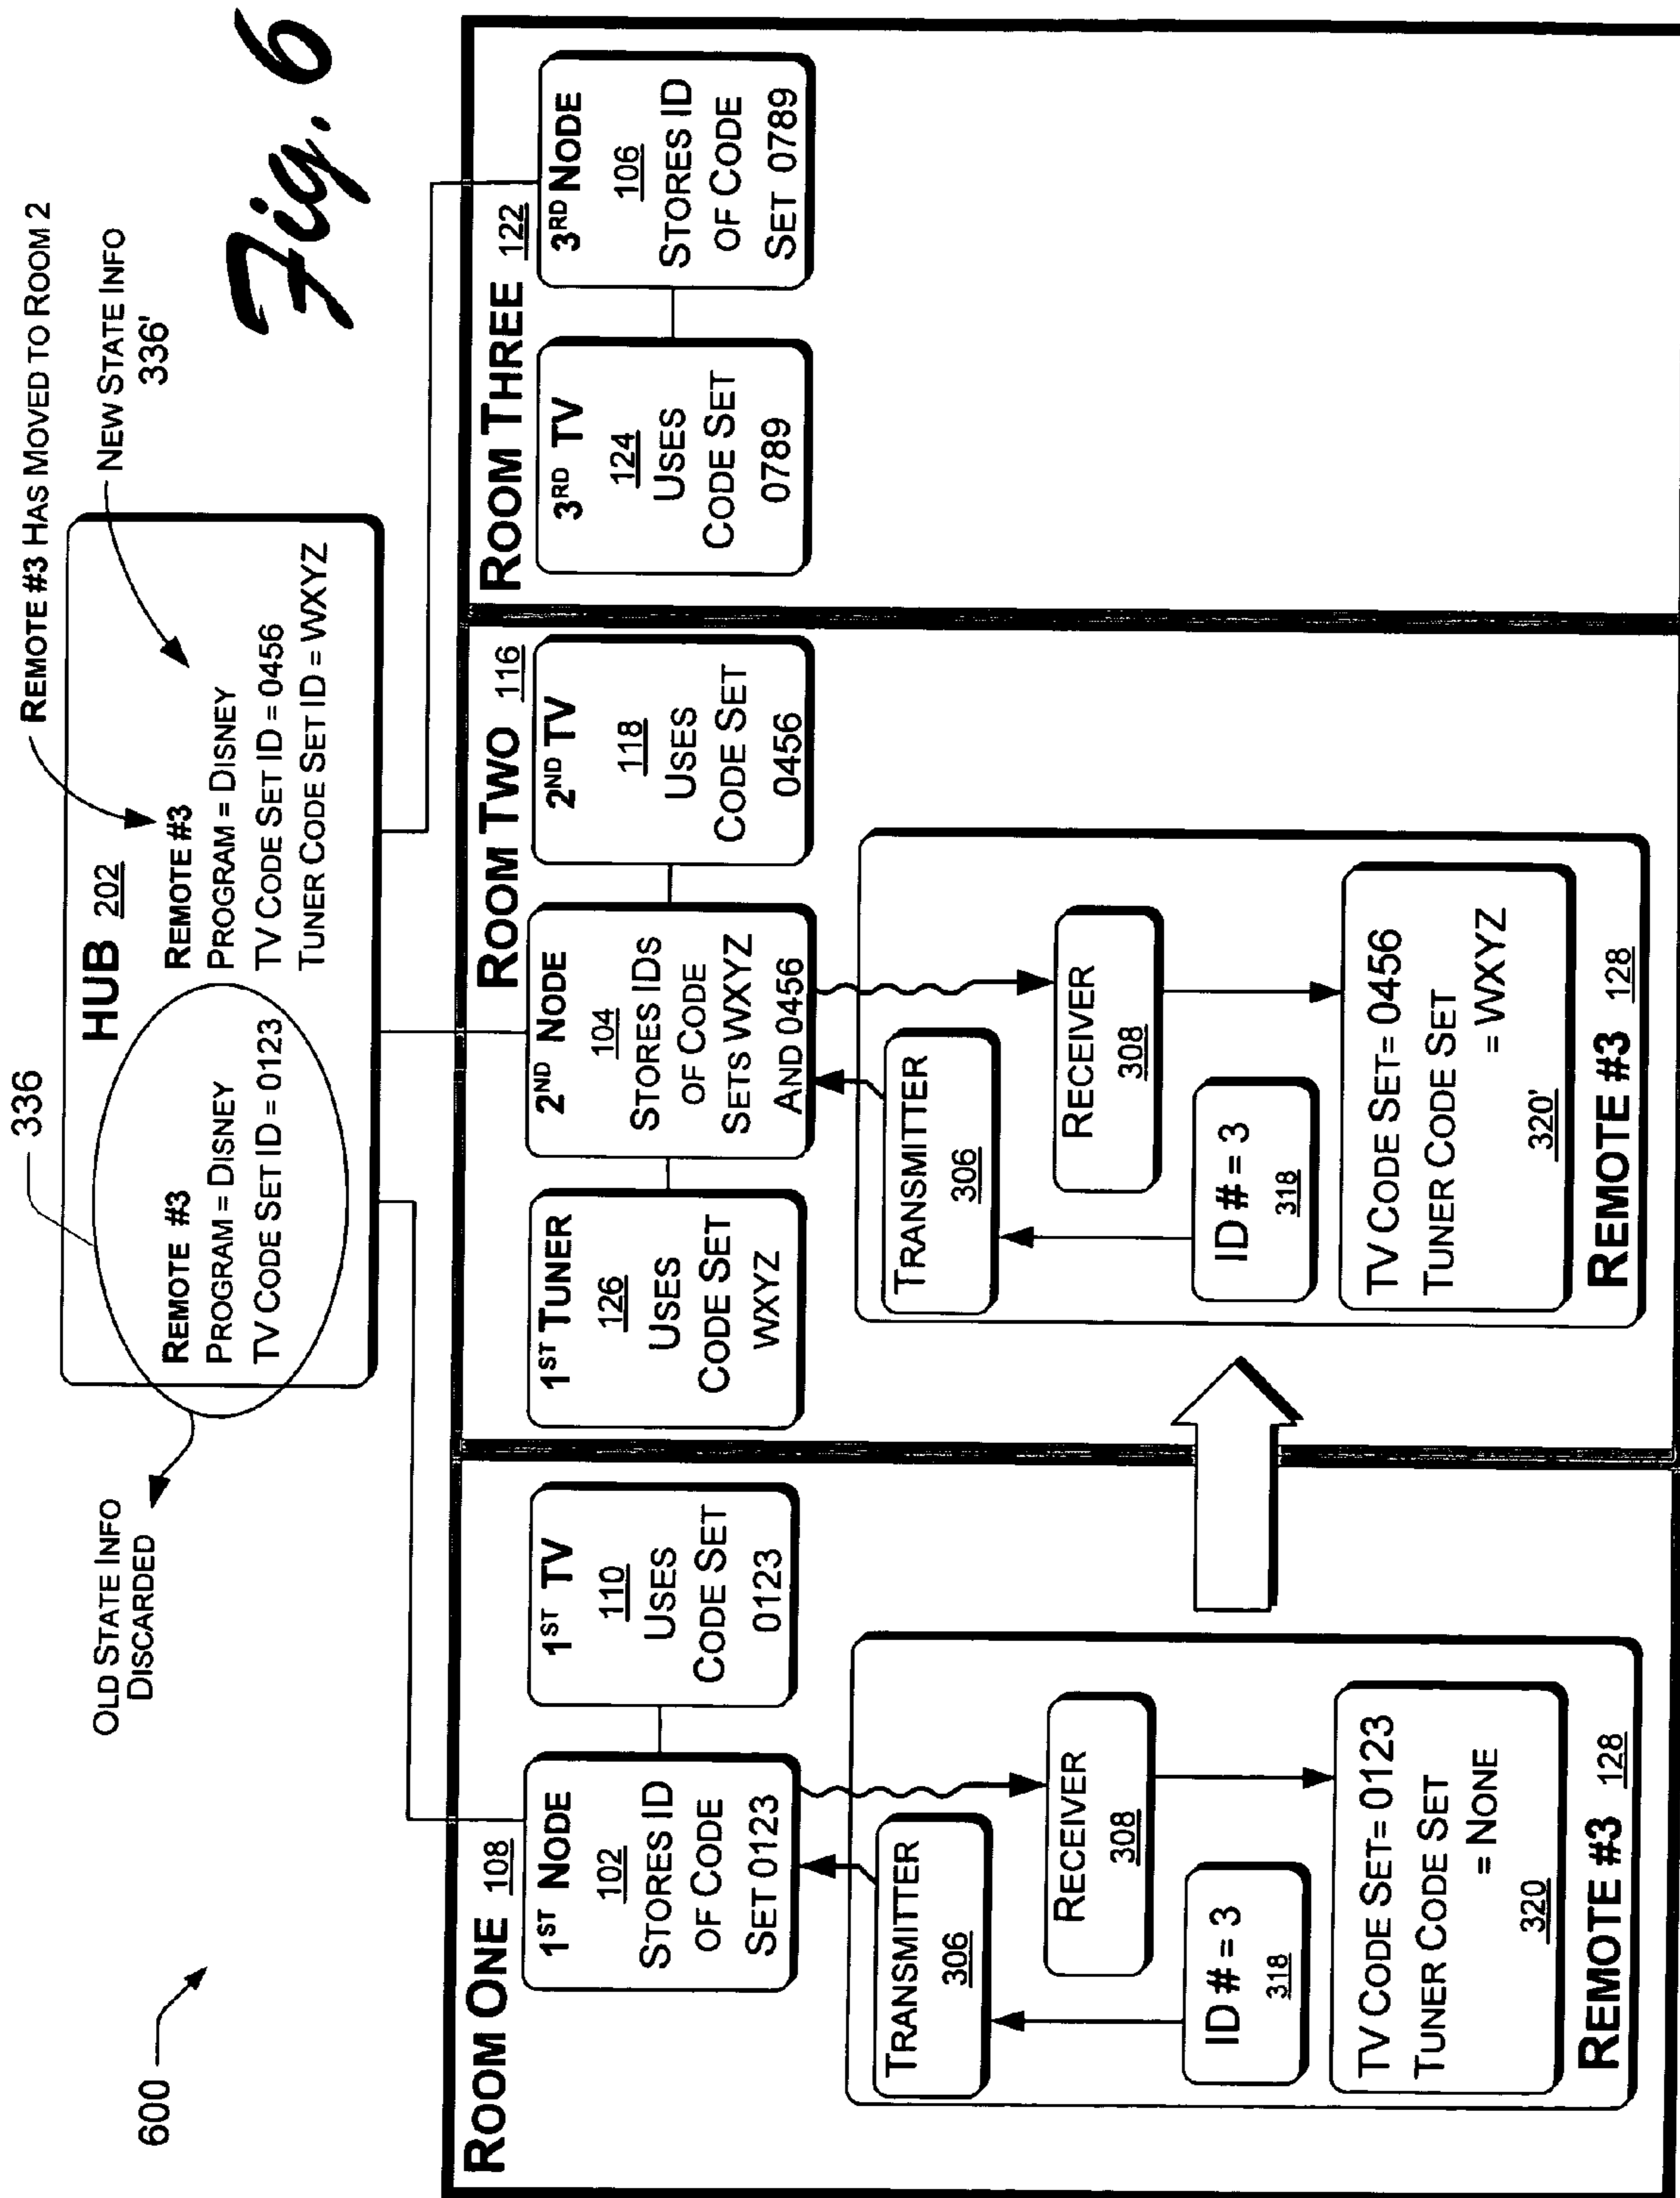 600
OLD STATE INFO
DISCARDED
336
REMOTE #3 HAS MOVED TO ROOM 2
NEW STATE INFO
336'
Fig. 6
HUB 202
REMOTE #3
PROGRAM = DISNEY
TV CODE SET ID = 0123
REMOTE #3
PROGRAM = DISNEY
TV CODE SET ID = 0456
TUNER CODE SET ID = WXYZ
ROOM ONE 108
1ST NODE
102
STORES ID
OF CODE
SET 0123
1ST TV
110
USES
CODE SET
0123
TRANSMITTER
306
RECEIVER
308
ID # = 3
318
TV CODE SET= 0123
TUNER CODE SET
= NONE
320
REMOTE #3 128
ROOM TWO 116
1ST TUNER
126
USES
CODE SET
WXYZ
2ND NODE
104
STORES IDS
OF CODE
SETS WXYZ
AND 0456
2ND TV
118
USES
CODE SET
0456
TRANSMITTER
306
RECEIVER
308
ID # = 3
318
TV CODE SET= 0456
TUNER CODE SET
= WXYZ
320'
REMOTE #3 128
ROOM THREE 122
3RD TV
124
USES
CODE SET
0789
3RD NODE
106
STORES ID
OF CODE
SET 0789